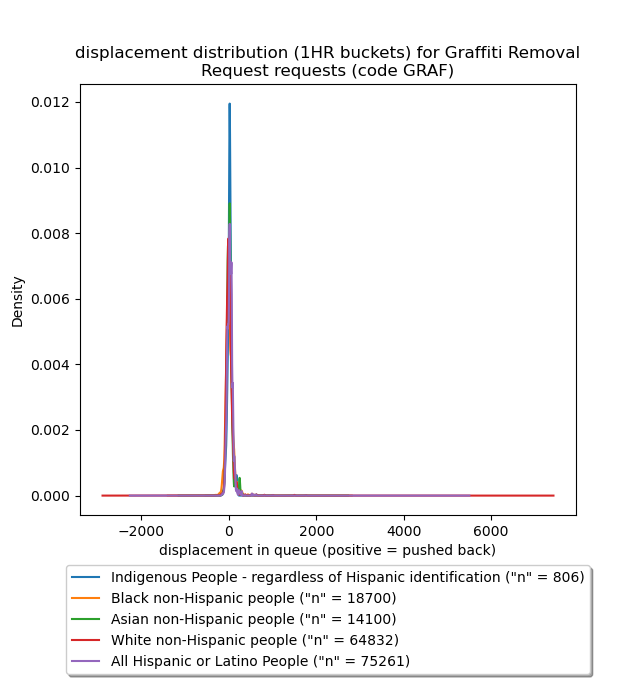 displacement distribution (1HR buckets) for Graffiti Removal
Request requests (code GRAF)
0.012
0.010
0.008
0.006
0.004
0.002
0.000
Density
−2000
0
2000
4000
6000
displacement in queue (positive = pushed back)
Indigenous People - regardless of Hispanic identification ("n" = 806)
Black non-Hispanic people ("n" = 18700)
Asian non-Hispanic people ("n" = 14100)
White non-Hispanic people ("n" = 64832)
All Hispanic or Latino People ("n" = 75261)